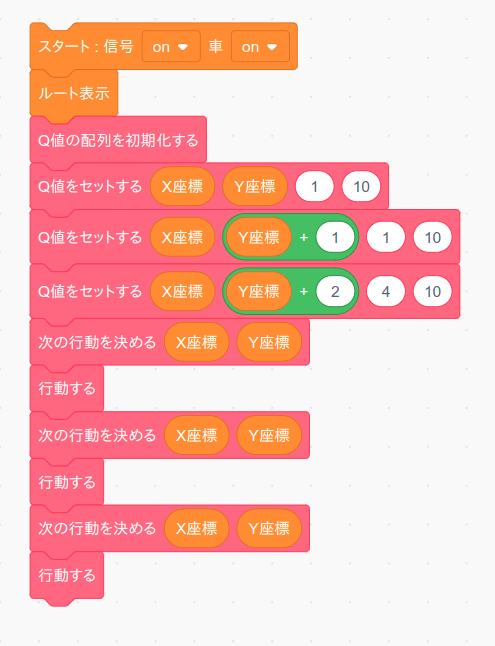 スタート : 信号 on 車 on
ルート表示
Q値の配列を初期化する
Q値をセットする X座標 Y座標 1 10
Q値をセットする X座標 Y座標 + 1 1 10
Q値をセットする X座標 Y座標 + 2 4 10
次の行動を決める X座標 Y座標
行動する
次の行動を決める X座標 Y座標
行動する
次の行動を決める X座標 Y座標
行動する